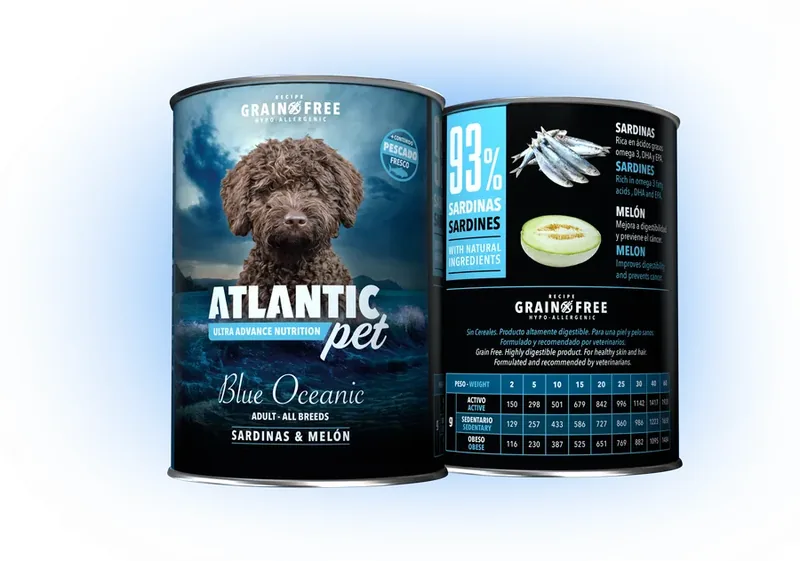 RECIPE
GRAIN FREE
HYPO-ALLERGENIC
+ CONTENIDO
PESCADO
FRESCO
ATLANTIC
pet
ULTRA ADVANCE NUTRITION
Blue Oceanic
ADULT - ALL BREEDS
SARDINAS & MELÓN
93%
SARDINAS
SARDINES
WITH NATURAL
INGREDIENTS
SARDINAS
Rica en ácidos grasos
omega 3, DHA y EPA.
SARDINES
Rich in omega 3 fatty
acids , DHA and EPA.
MELÓN
Mejora a digestibilidad
y previene el cáncer.
MELON
Improves digestibility
and prevents cancer.
RECIPE
GRAIN FREE
HYPO-ALLERGENIC
Sin Cereales. Producto altamente digestible. Para una piel y pelo sanos.
Formulado y recomendado por veterinarios.
Grain Free. Highly digestible product. For healthy skin and hair.
Formulated and recommended by veterinarians.
PESO - WEIGHT 2 5 10 15 20 25 30 40 60
g
ACTIVO
ACTIVE
150 298 501 679 842 996 1142 1417
SEDENTARIO
SEDENTARY
129 257 433 586 727 860 986 1223
OBESO
OBESE
116 230 387 525 651 769 882 1095